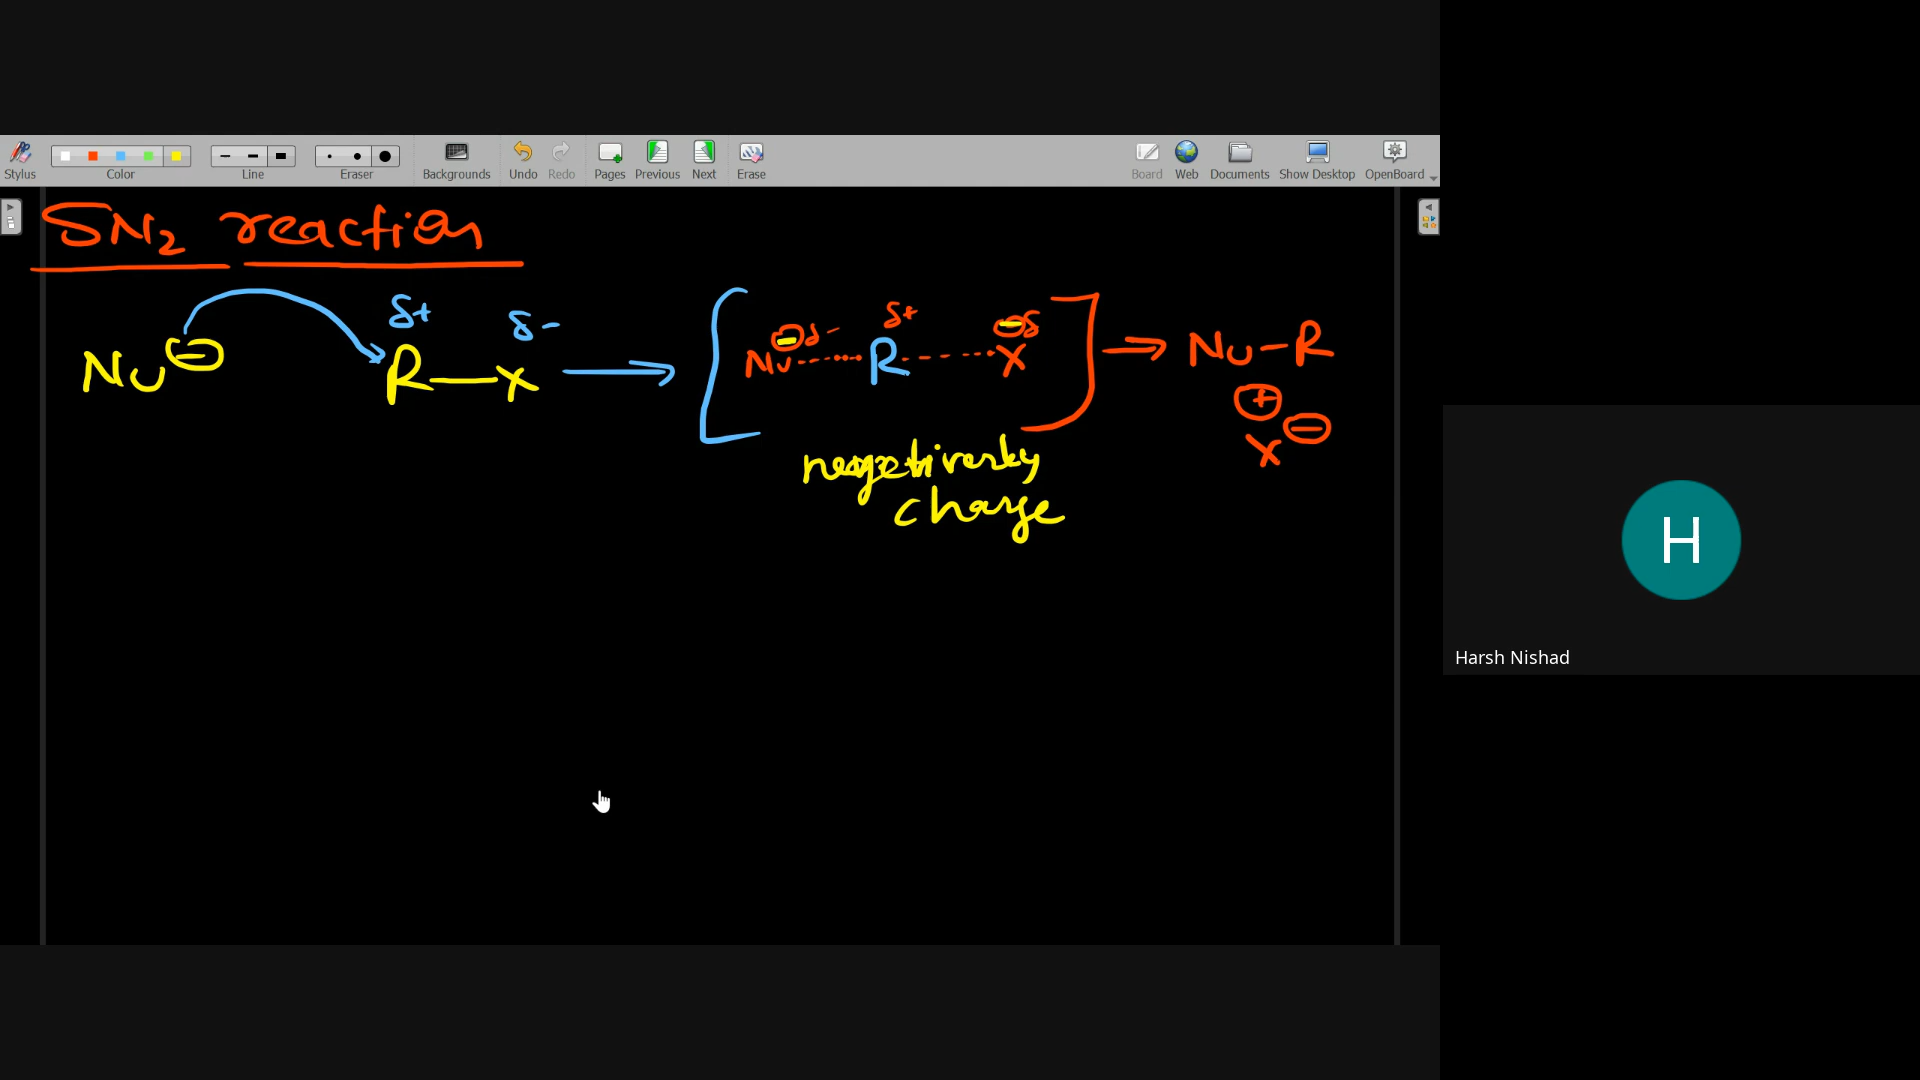 Stylus Color Line Eraser Backgrounds Undo Redo Pages Previous Next Erase Board Web Documents Show Desktop OpenBoard
SN2 reaction
δ+ δ-
Nu⊖ R—X → [Nu⊖δ- ...... R δ+ ------ X⊖δ] → Nu-R
⊕
X⊖
charge
H
Harsh Nishad